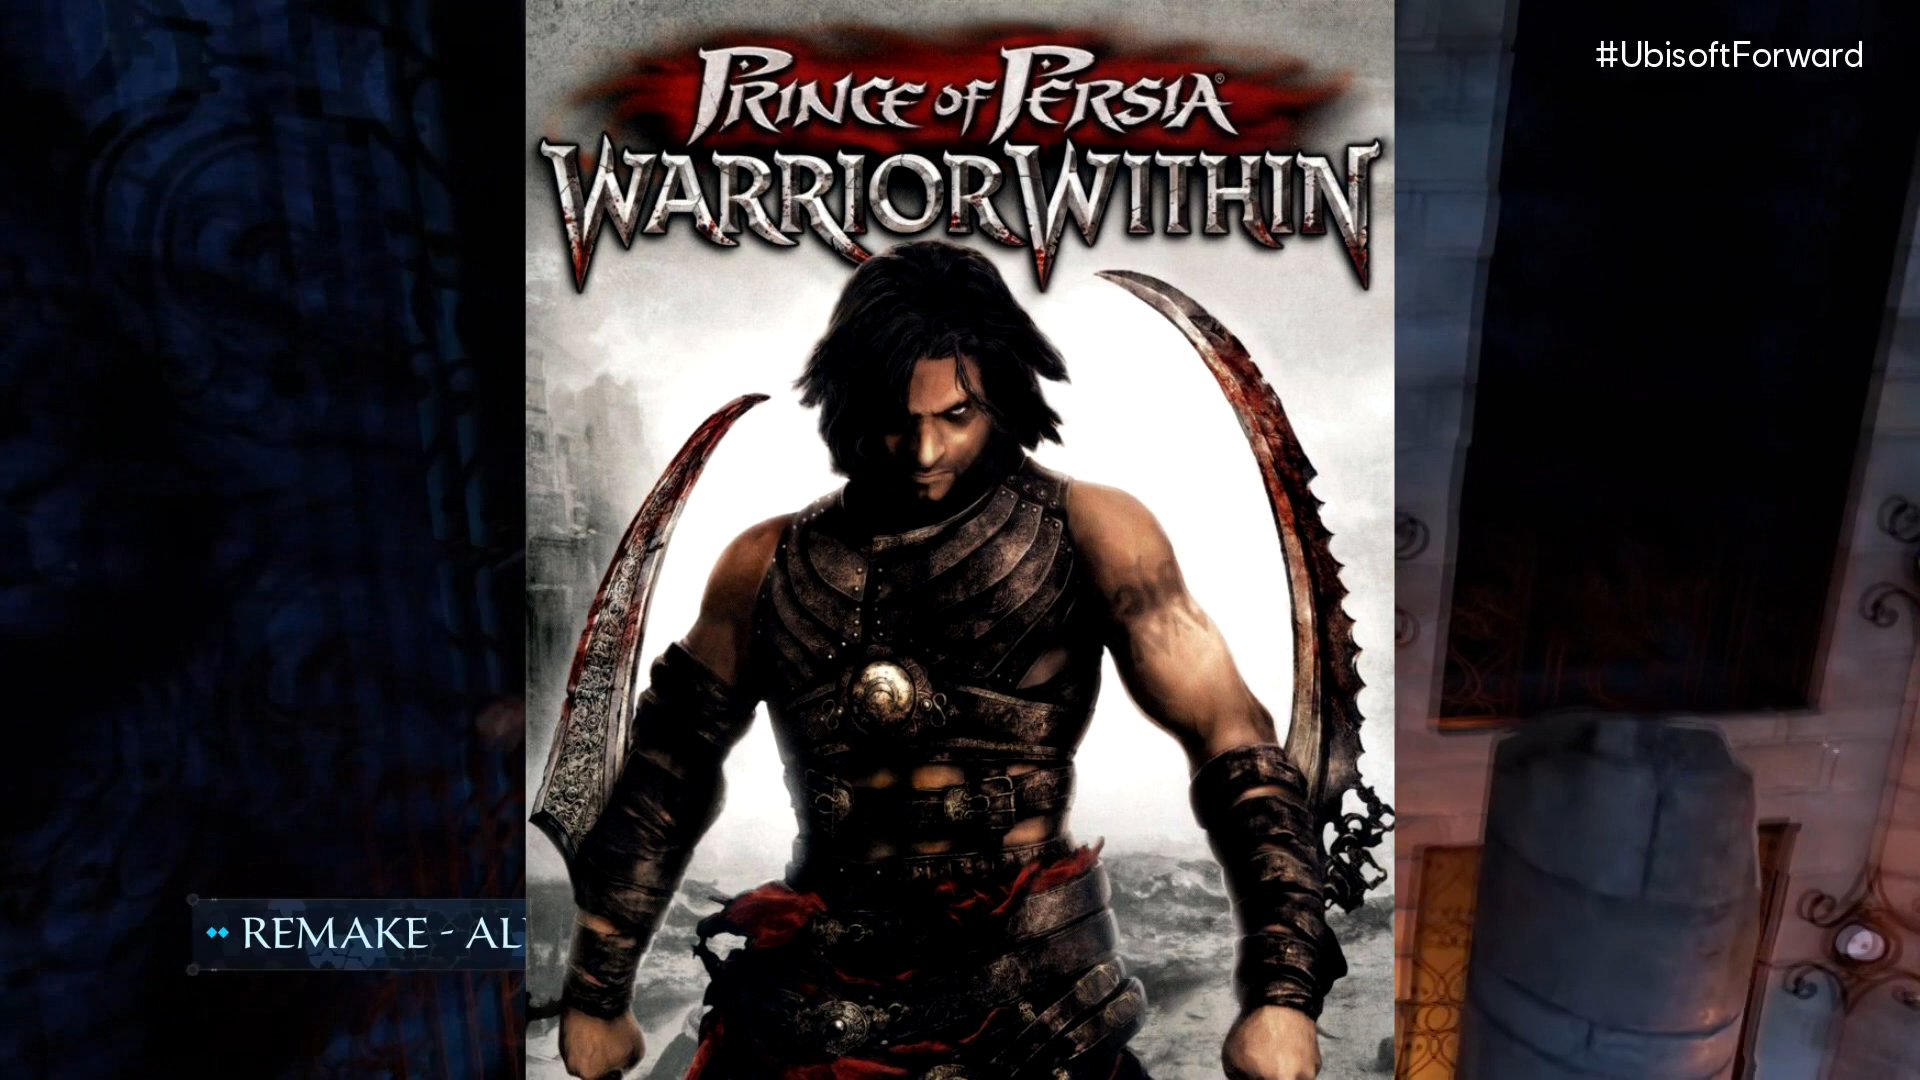 #UbisoftForward
PRINCE OF PERSIA®
WARRIOR WITHIN
REMAKE - AL